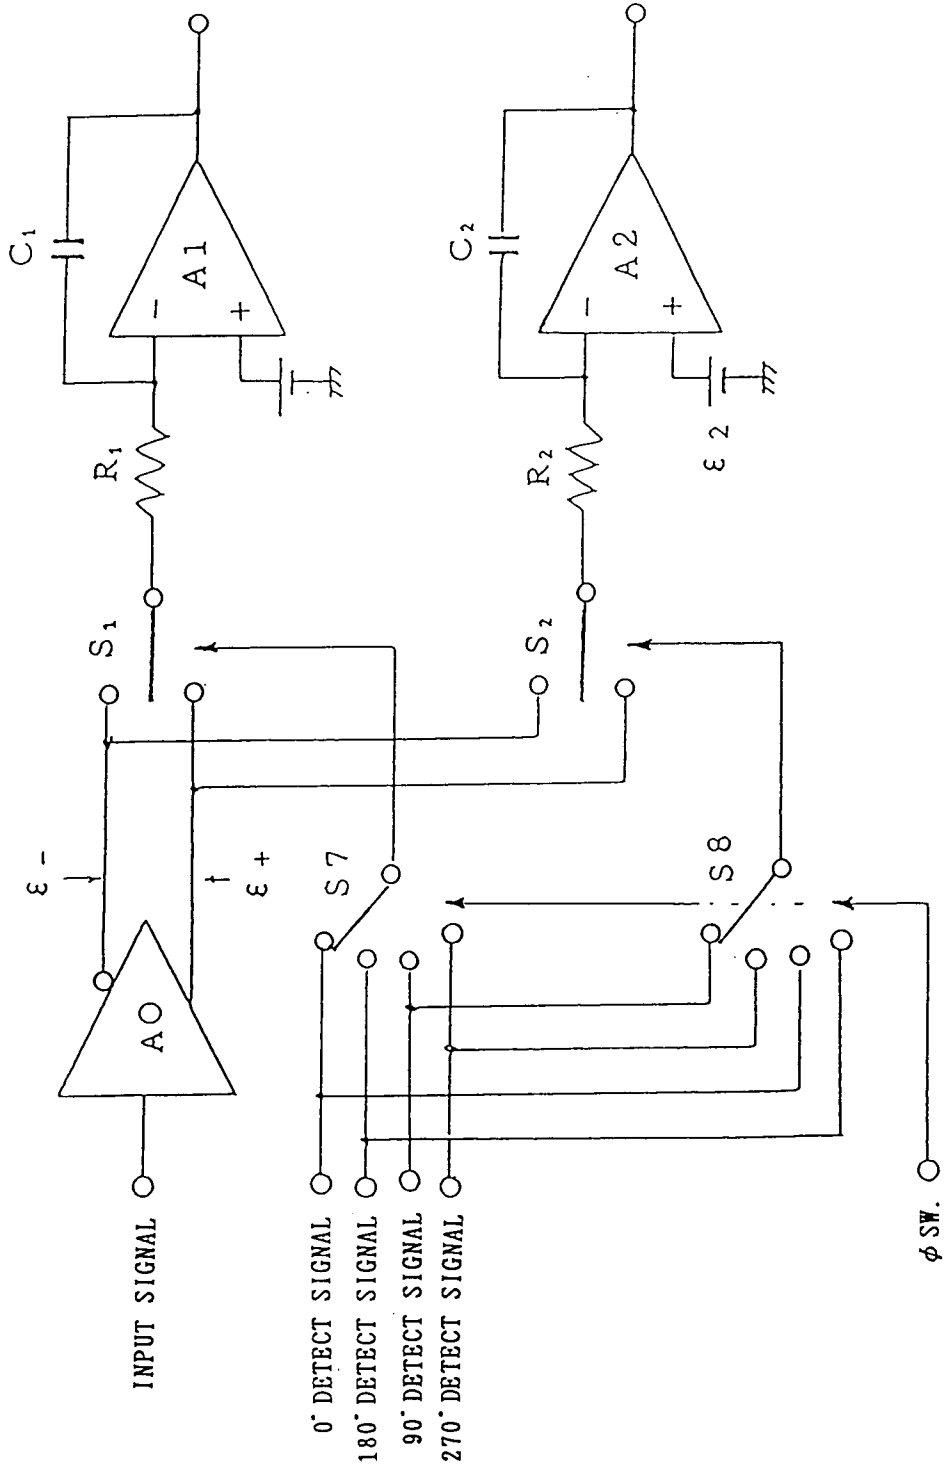 INPUT SIGNAL
A0
ε-
ε+
S1
R1
C1
A1
-
+
0° DETECT SIGNAL
180° DETECT SIGNAL
90° DETECT SIGNAL
270° DETECT SIGNAL
S7
S2
R2
C2
A2
-
+
ε2
S8
φ SW.